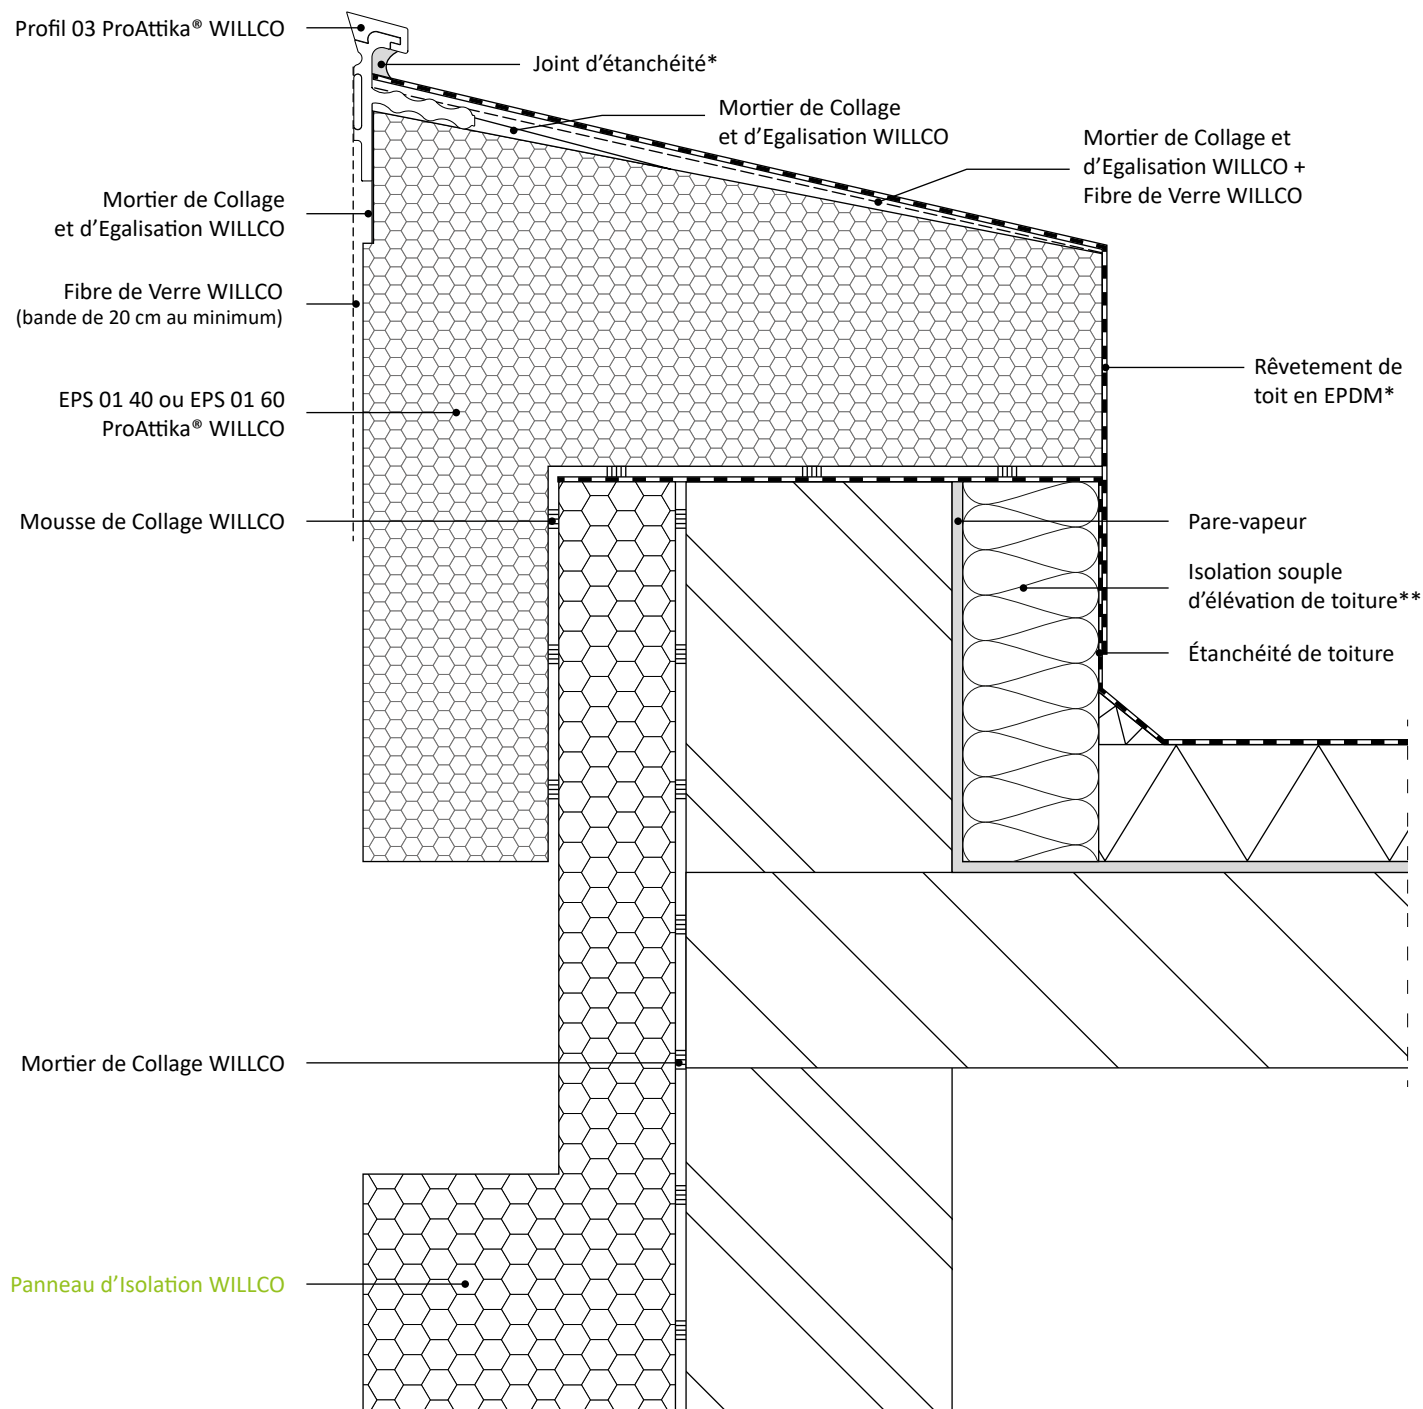 Profil 03 ProAttika® WILLCO
Joint d'étanchéité*
Mortier de Collage
et d'Egalisation WILLCO
Mortier de Collage et
d'Egalisation WILLCO +
Fibre de Verre WILLCO
Mortier de Collage
et d'Egalisation WILLCO
Fibre de Verre WILLCO
(bande de 20 cm au minimum)
EPS 01 40 ou EPS 01 60
ProAttika® WILLCO
Rêvetement de
toit en EPDM*
Mousse de Collage WILLCO
Pare-vapeur
Isolation souple
d'élévation de toiture**
Étanchéité de toiture
Mortier de Collage WILLCO
Panneau d'Isolation WILLCO